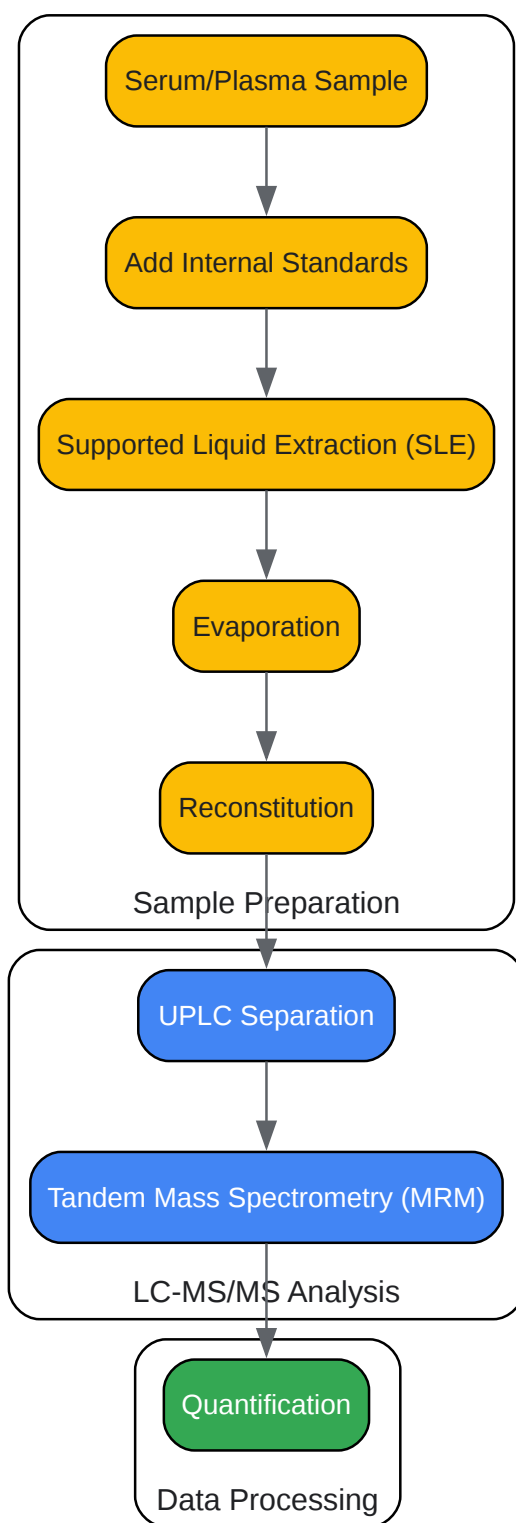 Serum/Plasma Sample
Add Internal Standards
Supported Liquid Extraction (SLE)
Evaporation
Reconstitution
Sample Preparation
UPLC Separation
Tandem Mass Spectrometry (MRM)
LC-MS/MS Analysis
Quantification
Data Processing